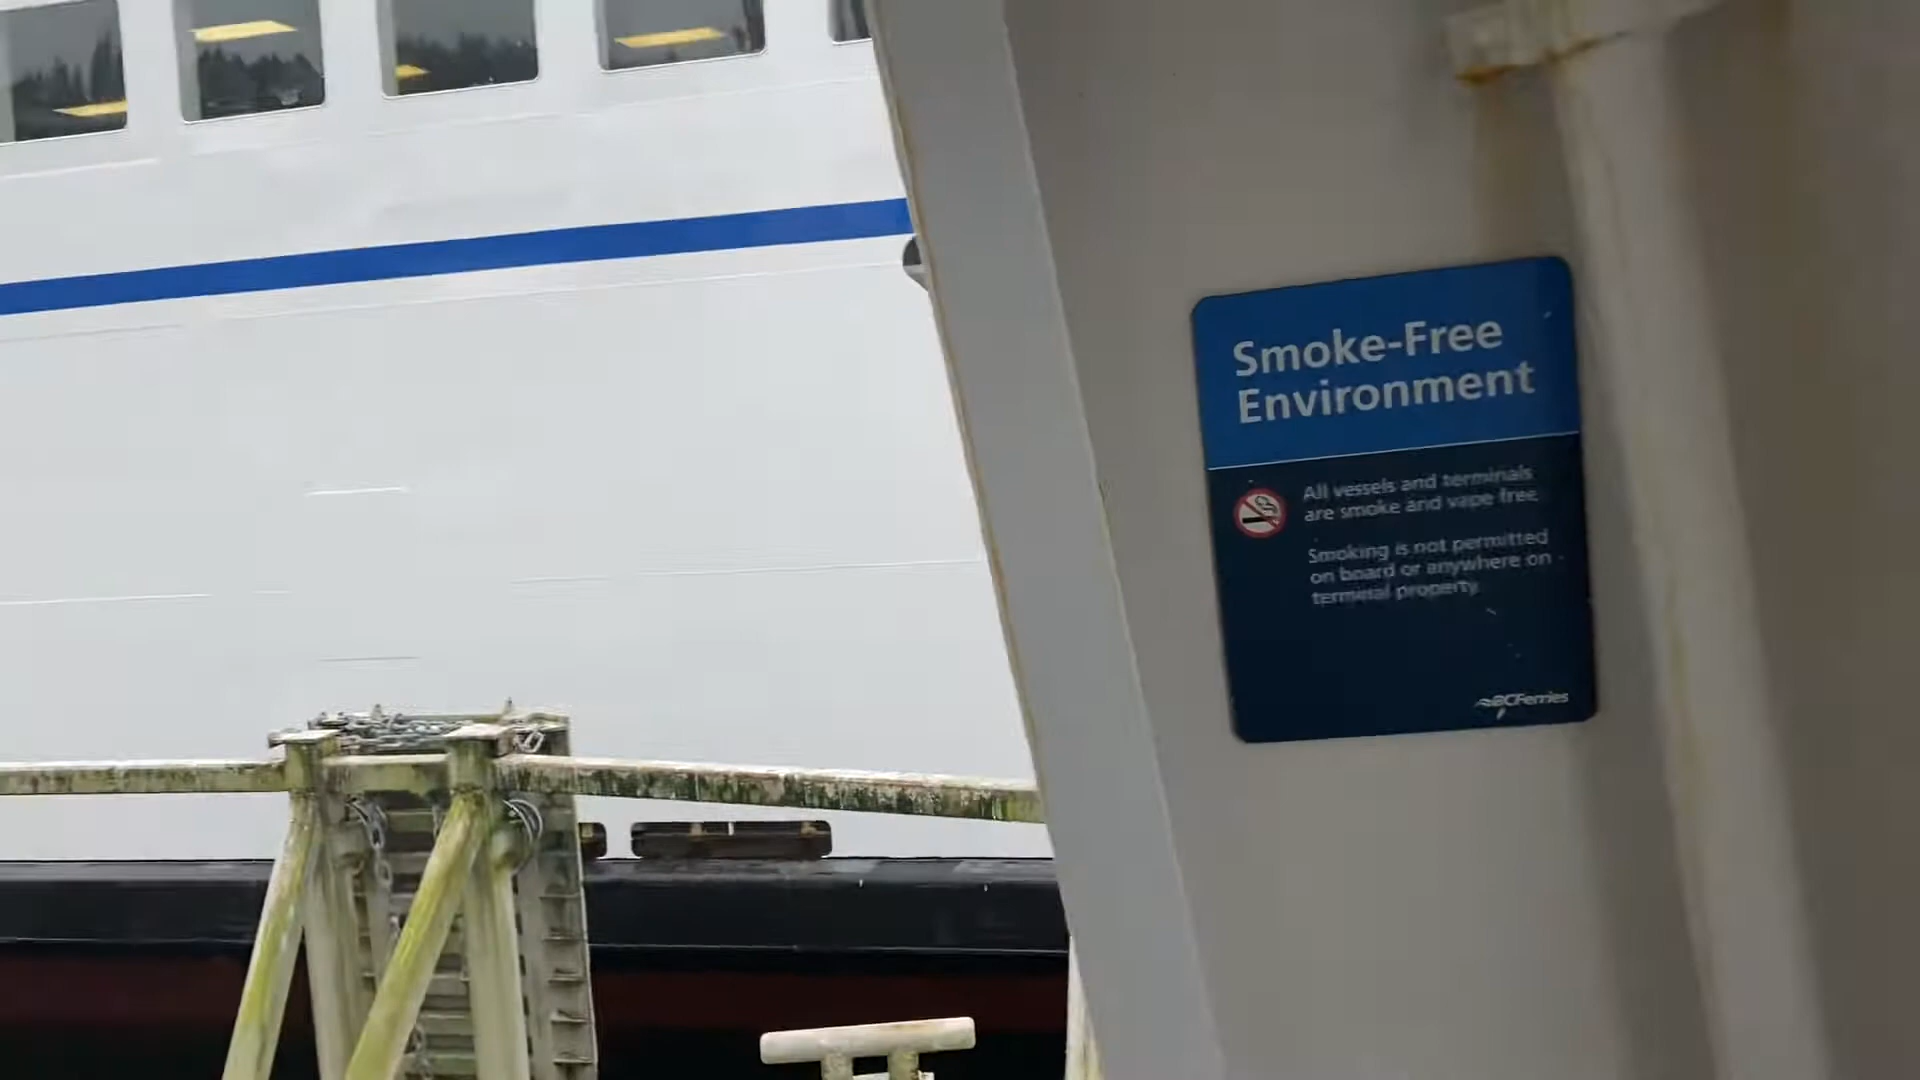 Smoke-Free
Environment
All vessels and terminals
are smoke and vape free.
Smoking is not permitted
on board or anywhere on
terminal property.
BCFerries